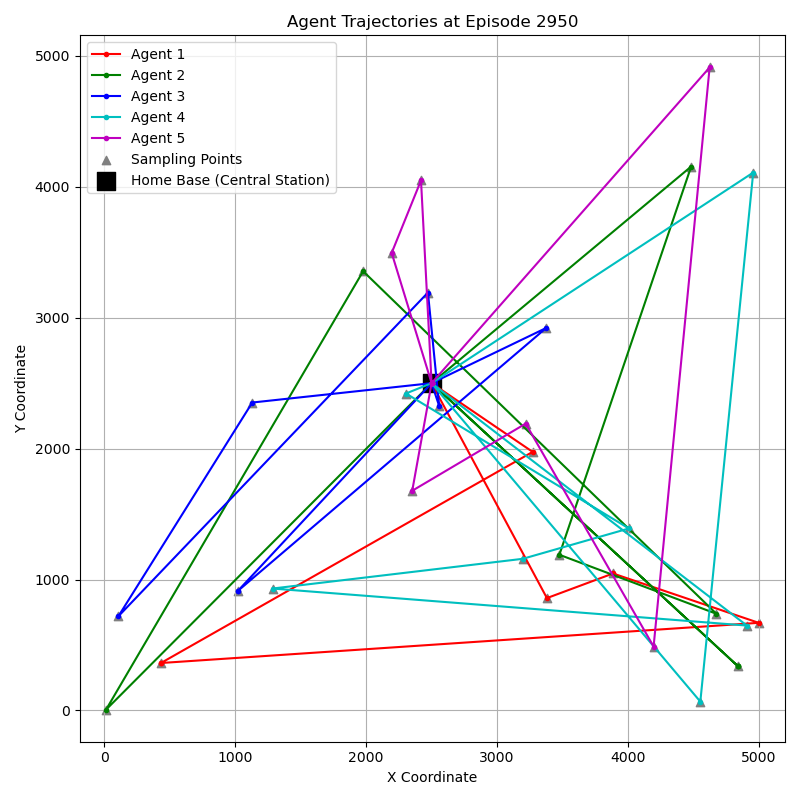 Agent Trajectories at Episode 2950
Agent 1
Agent 2
Agent 3
Agent 4
Agent 5
Sampling Points
Home Base (Central Station)
Y Coordinate
5000
4000
3000
2000
1000
0
0 1000 2000 3000 4000 5000
X Coordinate